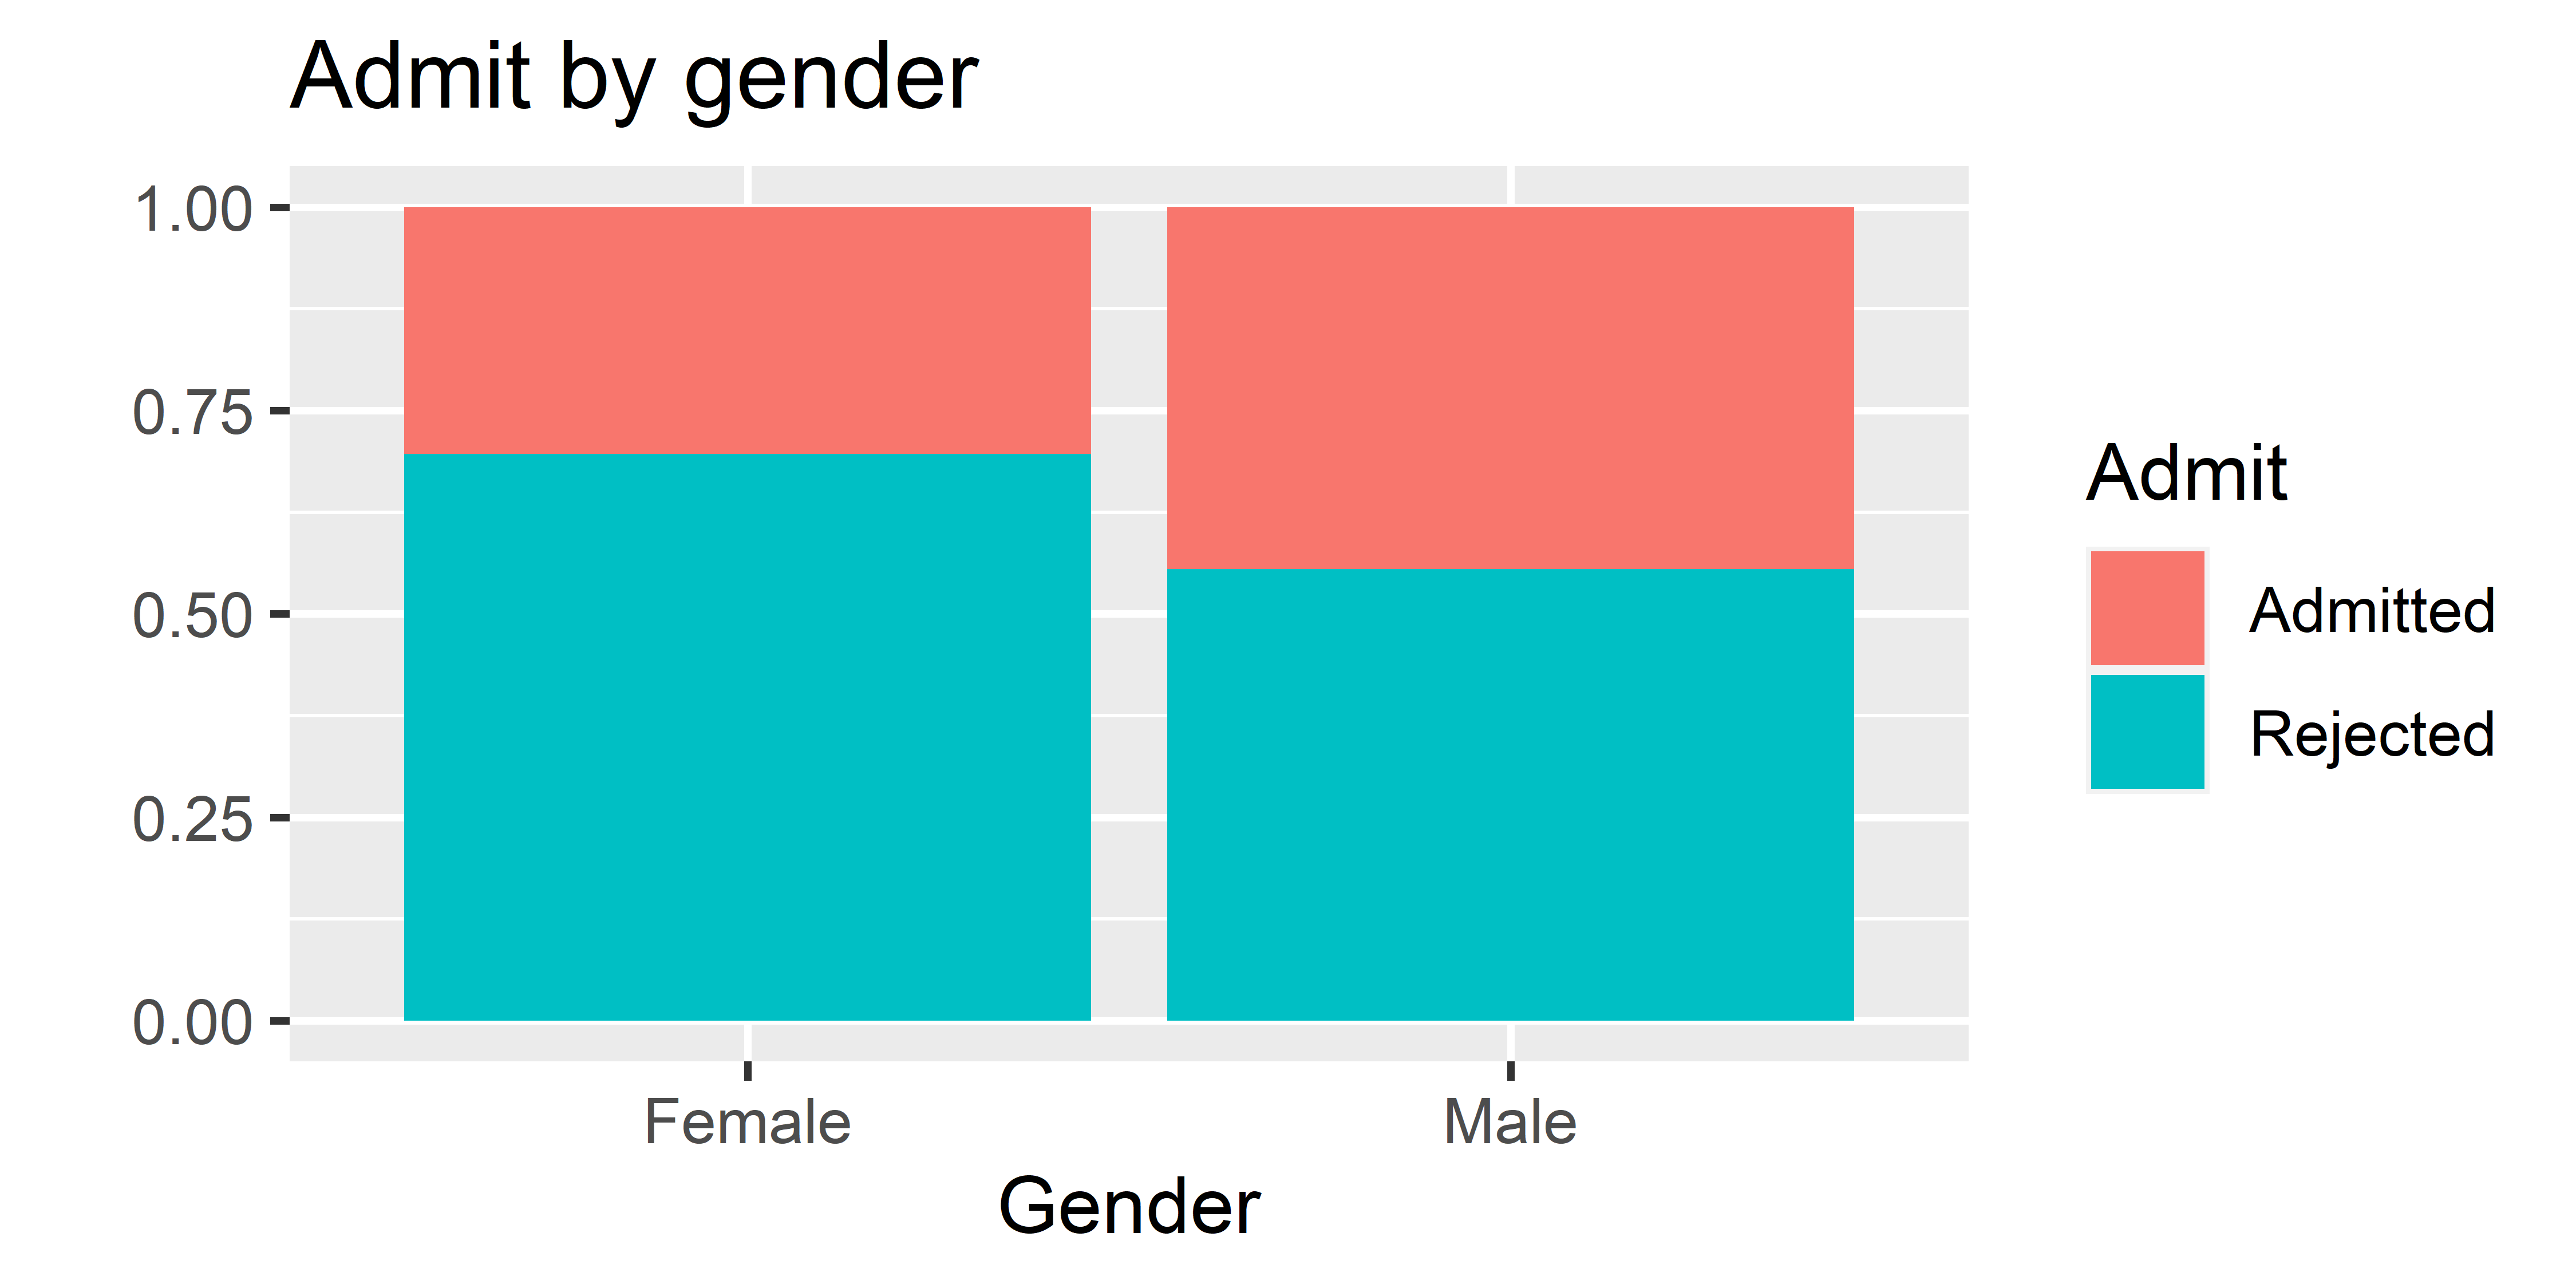 Admit by gender
1.00
0.75
0.50
0.25
0.00
Female Male
Gender
Admit
Admitted
Rejected